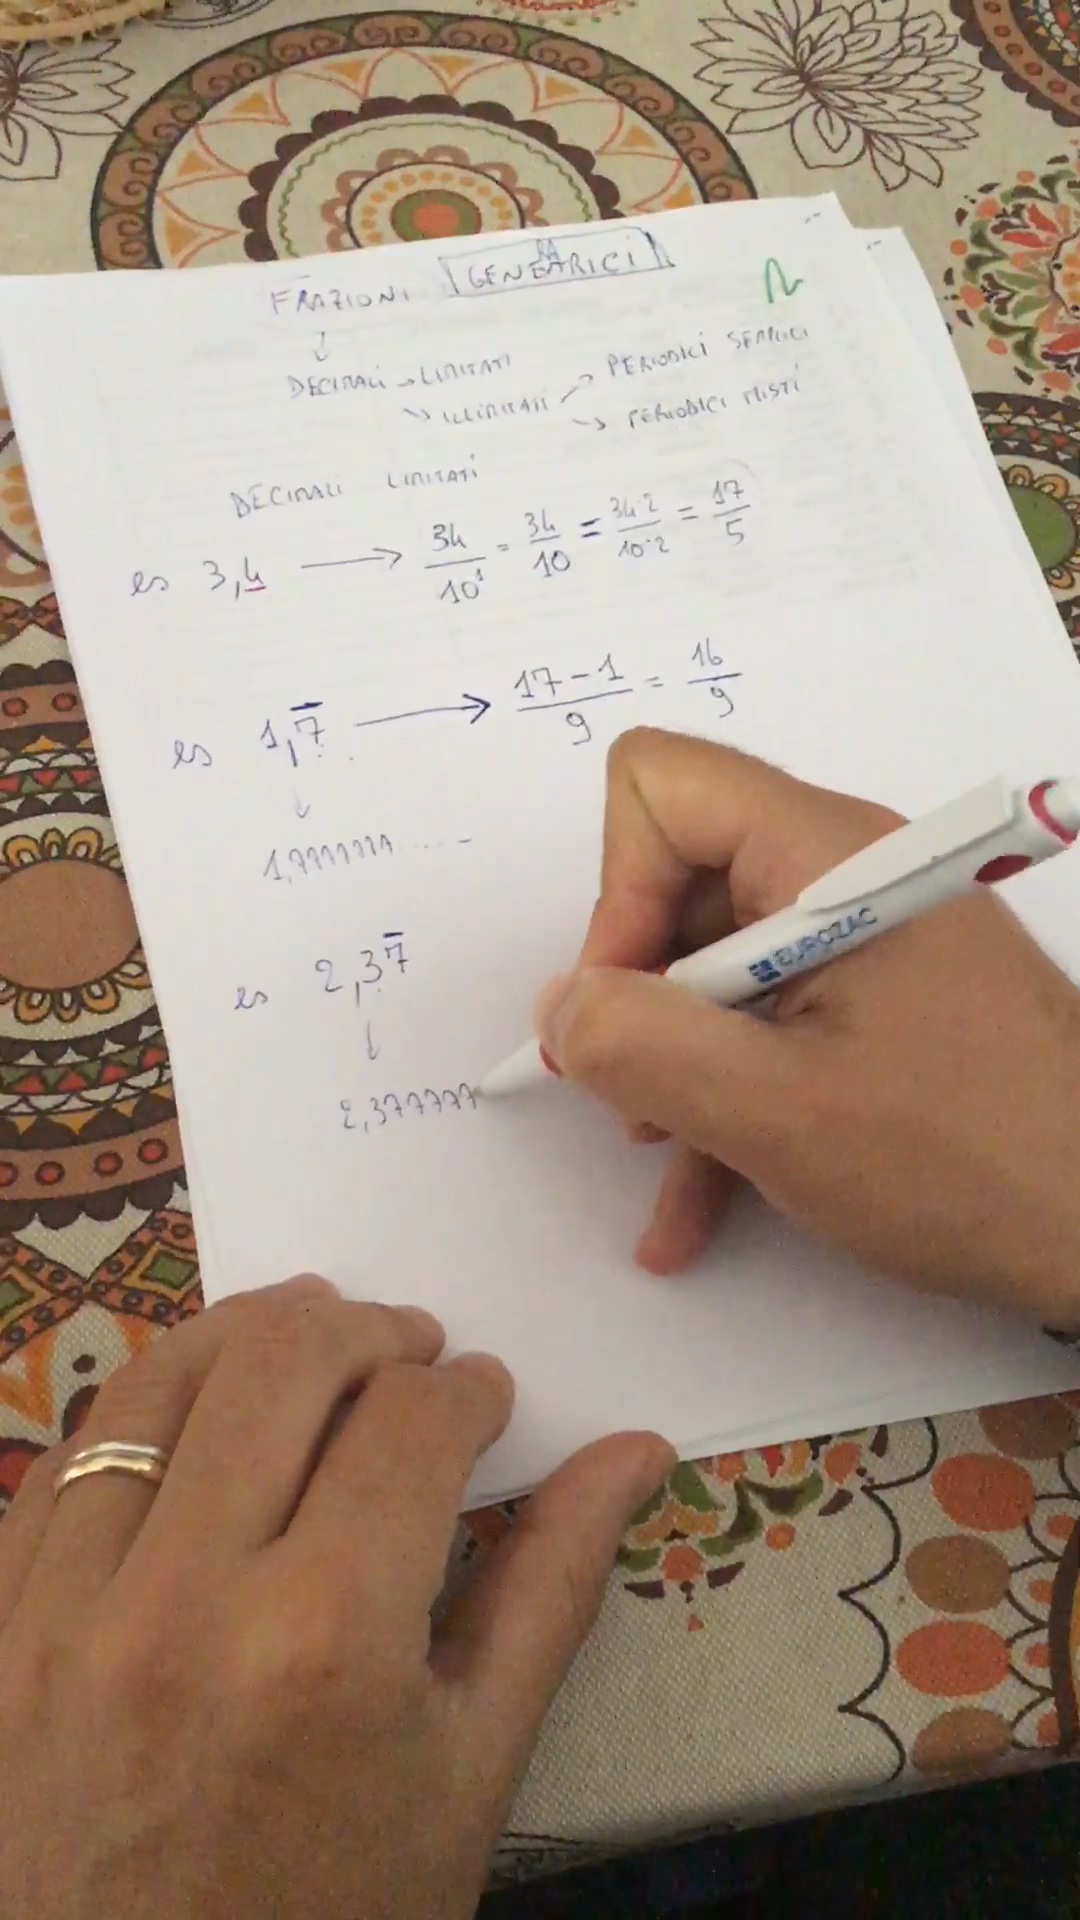 FRAZIONI GENERATRICI
↓
DECIMALI → LIMITATI
↘ ILLIMITATI ↗ PERIODICI SEMPLICI
↘ PERIODICI MISTI
DECIMALI LIMITATI
es 3,4 → 34/10¹ = 34/10 = 34:2/10:2 = 17/5
es 1,7̅ → 17-1/9 = 16/9
↓
1,7777777.....-
es 2,37̅
↓
2,377777
EUROZAC